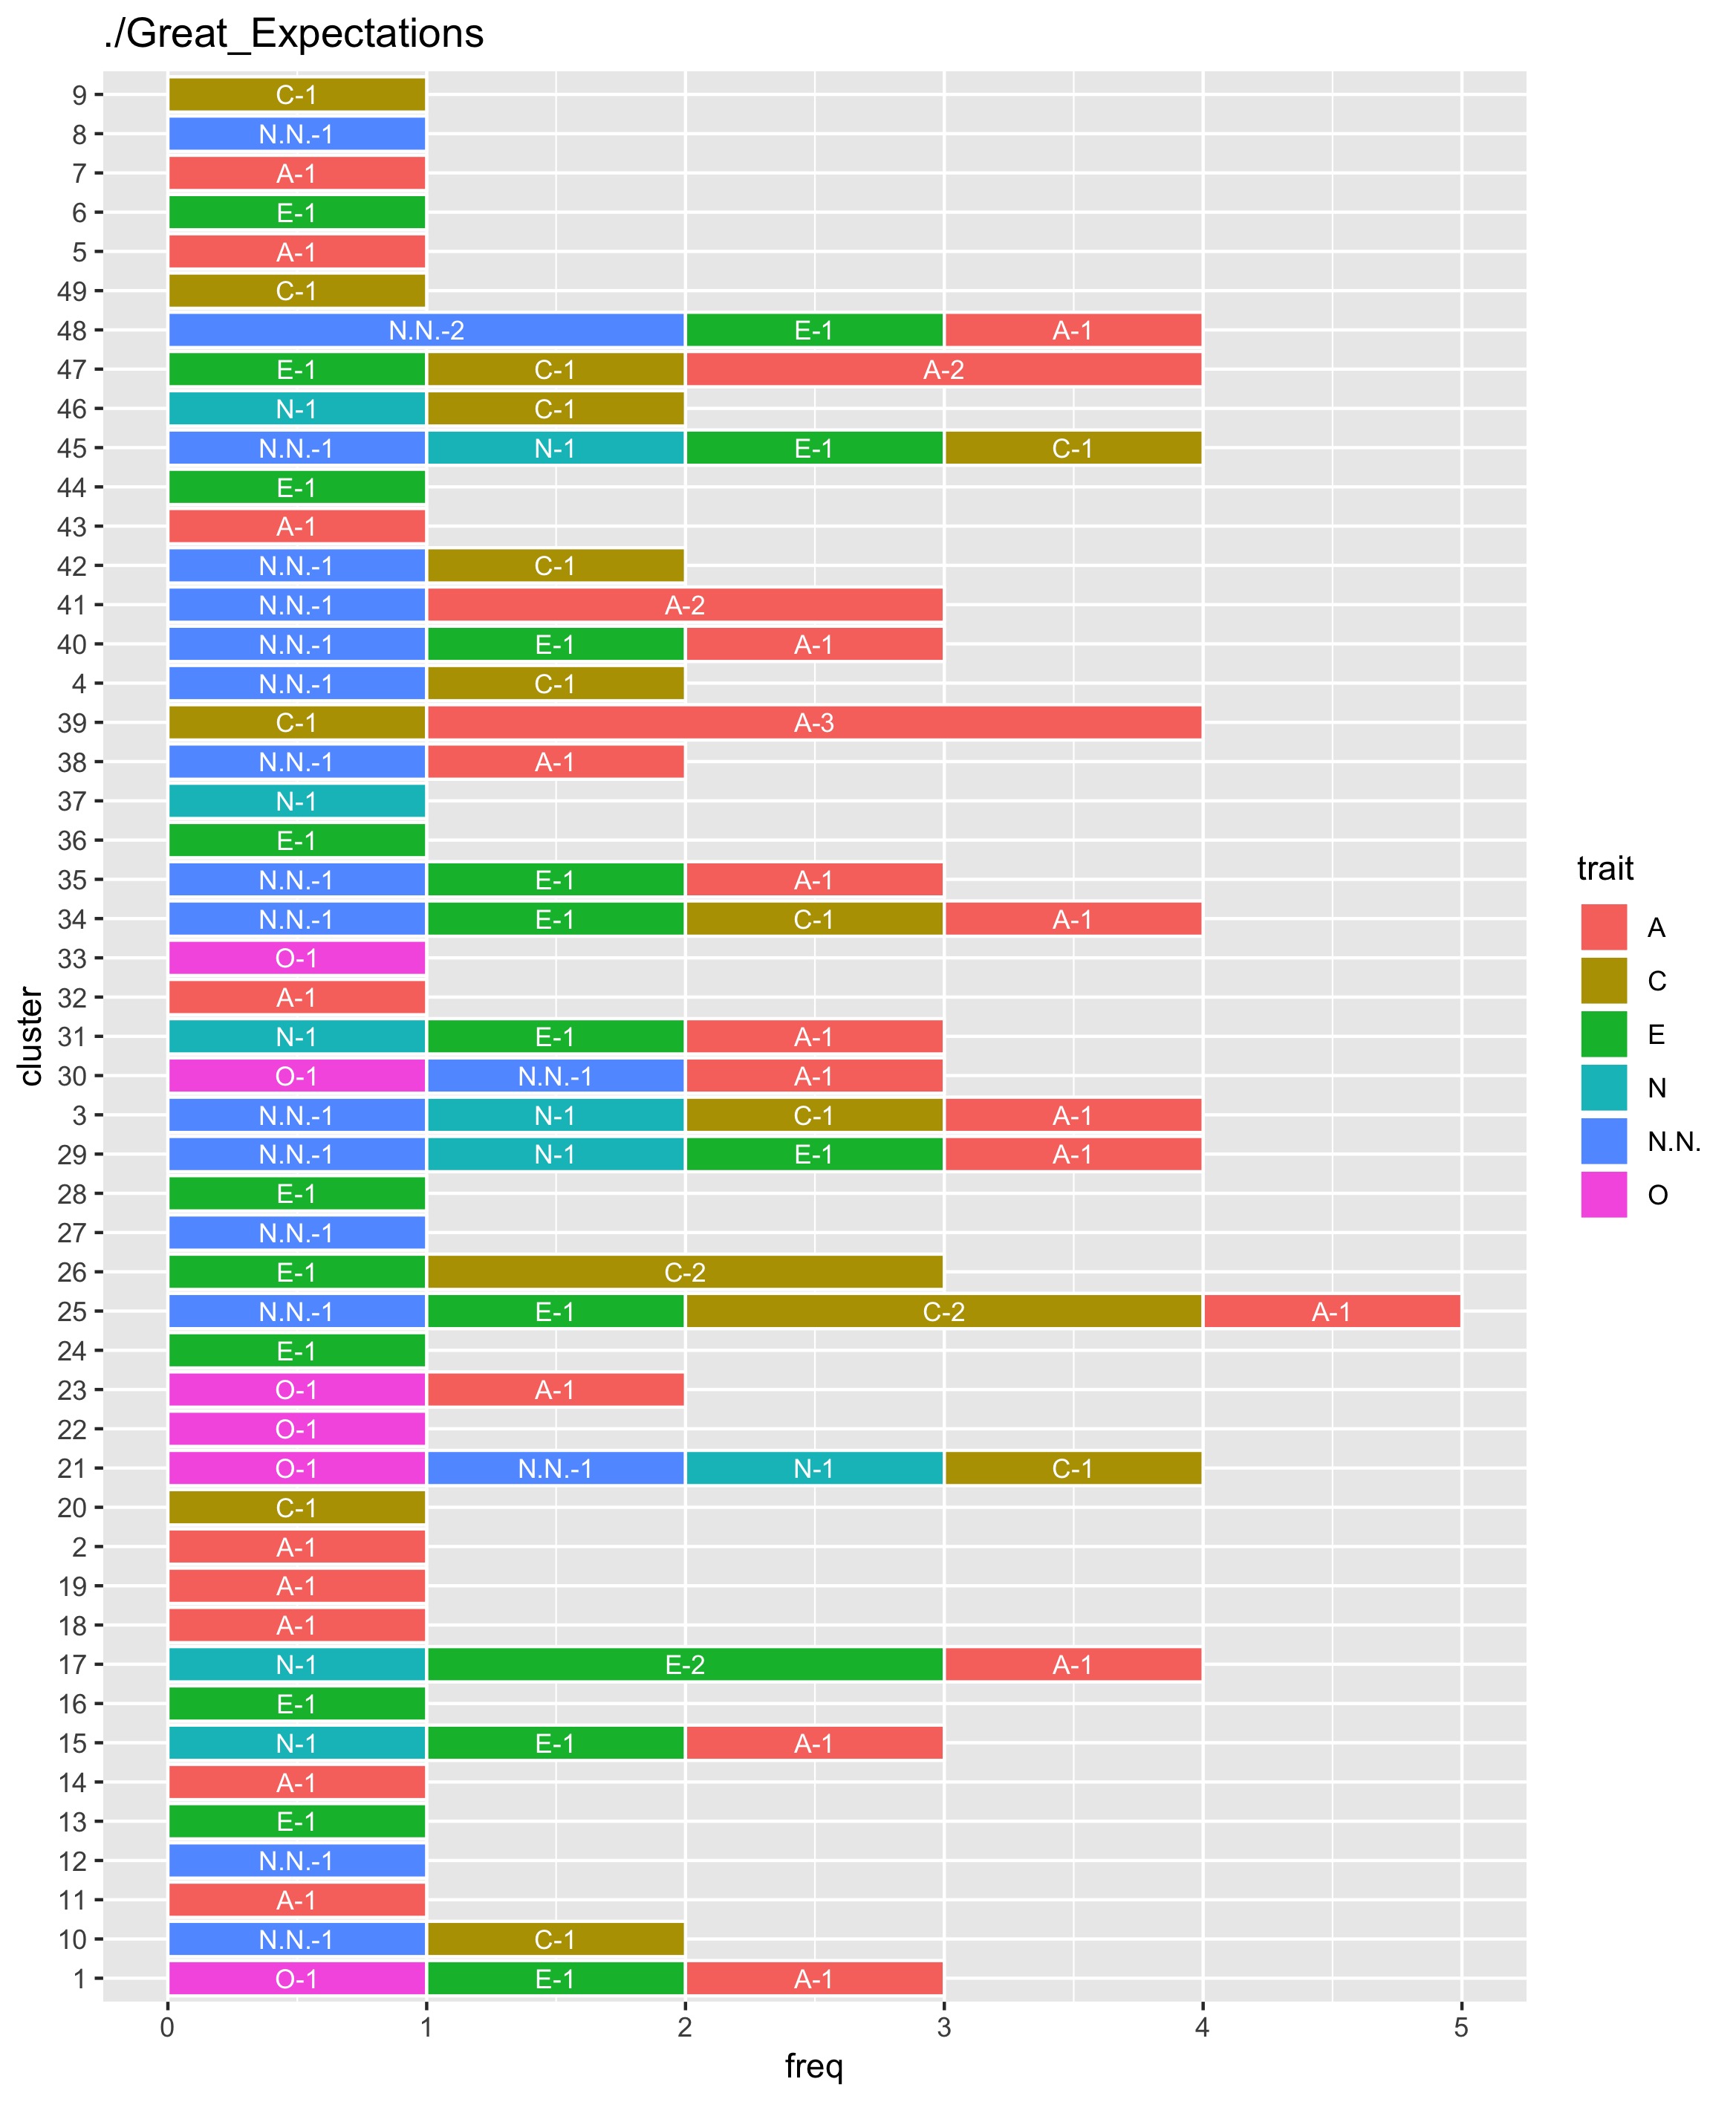 ./Great_Expectations
9 C-1
8 N.N.-1
7 A-1
6 E-1
5 A-1
49 C-1
48 N.N.-2 E-1 A-1
47 E-1 C-1 A-2
46 N-1 C-1
45 N.N.-1 N-1 E-1 C-1
44 E-1
43 A-1
42 N.N.-1 C-1
41 N.N.-1 A-2
40 N.N.-1 E-1 A-1
4 N.N.-1 C-1
39 C-1 A-3
38 N.N.-1 A-1
37 N-1
36 E-1
35 N.N.-1 E-1 A-1
34 N.N.-1 E-1 C-1 A-1
33 O-1
32 A-1
31 N-1 E-1 A-1
30 O-1 N.N.-1 A-1
3 N.N.-1 N-1 C-1 A-1
29 N.N.-1 N-1 E-1 A-1
28 E-1
27 N.N.-1
26 E-1 C-2
25 N.N.-1 E-1 C-2 A-1
24 E-1
23 O-1 A-1
22 O-1
21 O-1 N.N.-1 N-1 C-1
20 C-1
2 A-1
19 A-1
18 A-1
17 N-1 E-2 A-1
16 E-1
15 N-1 E-1 A-1
14 A-1
13 E-1
12 N.N.-1
11 A-1
10 N.N.-1 C-1
1 O-1 E-1 A-1
0 1 2 3 4 5
freq
cluster
trait
A
C
E
N
N.N.
O